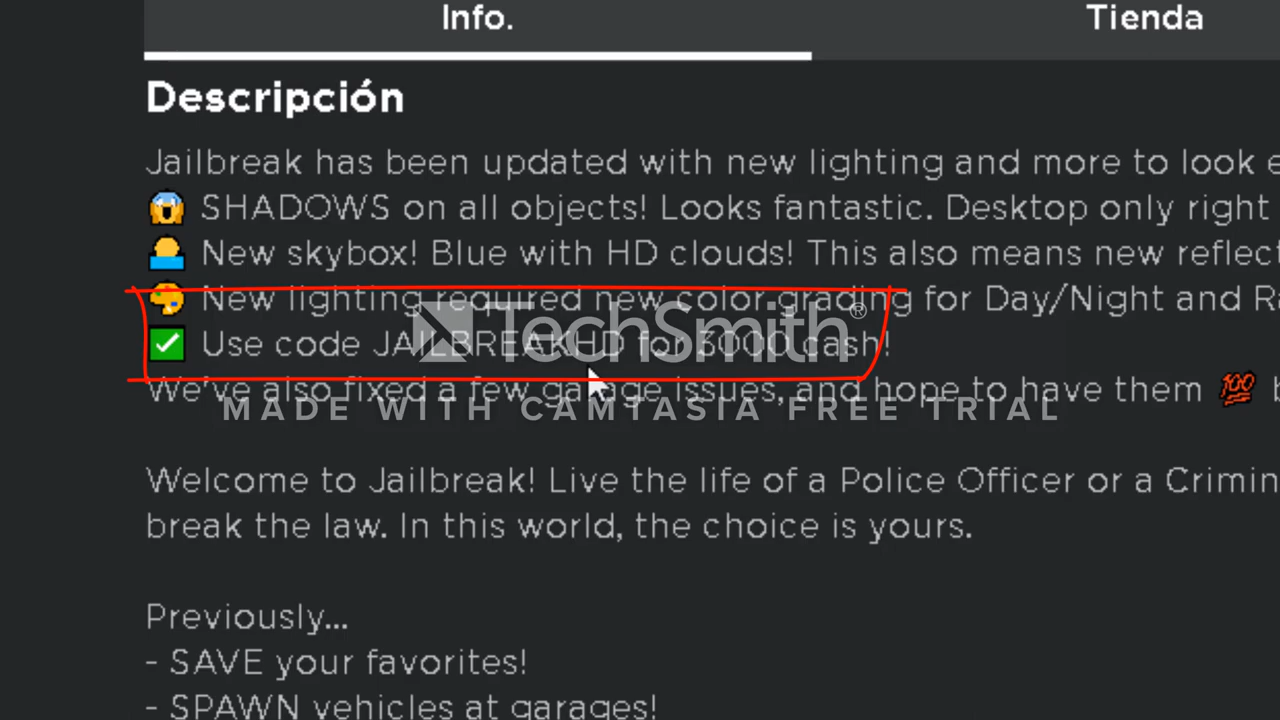 Info.
Tienda
Descripción
Jailbreak has been updated with new lighting and more to look
😱 SHADOWS on all objects! Looks fantastic. Desktop only right
New skybox! Blue with HD clouds! This also means new
🎨 New lighting required new color grading for Day/Night and
✅ Use code JAILBREAKHD for 3000 cash!
TechSmith®
We've also fixed a few garage issues, and hope to have them 💯
MADE WITH CAMTASIA FREE TRIAL
Welcome to Jailbreak! Live the life of a Police Officer or a
break the law. In this world, the choice is yours.
Previously...
- SAVE your favorites!
- SPAWN vehicles at garages!